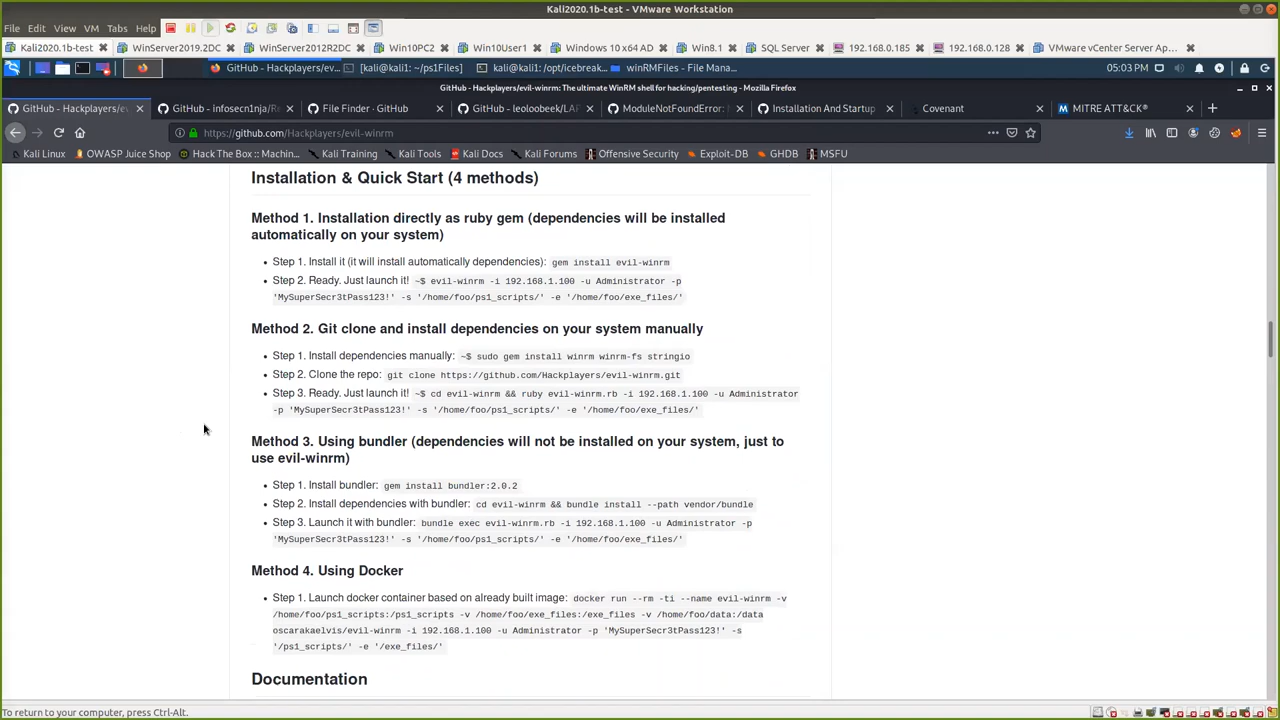 Kali2020.1b-test - VMware Workstation
File Edit View VM Tabs Help
Kali2020.1b-test WinServer2019.2DC WinServer2012R2DC Win10PC2 Win10User1 Windows 10 x64 AD Win8.1 SQL Server 192.168.0.185 192.168.0.128 VMware vCenter Server Ap...
GitHub - Hackplayers/ev... [kali@kali1: ~/ps1Files] kali@kali1: /opt/icebreak... winRMFiles - File Mana... 05:03 PM
GitHub - Hackplayers/evil-winrm: The ultimate WinRM shell for hacking/pentesting - Mozilla Firefox
GitHub - Hackplayers/e GitHub - infosecn1nja/R File Finder · GitHub GitHub - leoloobeek/LAP ModuleNotFoundError: Installation And Startup Covenant MITRE ATT&CK®
https://github.com/Hackplayers/evil-winrm
Kali Linux OWASP Juice Shop Hack The Box :: Machin... Kali Training Kali Tools Kali Docs Kali Forums Offensive Security Exploit-DB GHDB MSFU
Installation & Quick Start (4 methods)
Method 1. Installation directly as ruby gem (dependencies will be installed
automatically on your system)
Step 1. Install it (it will install automatically dependencies): gem install evil-winrm
Step 2. Ready. Just launch it! ~$ evil-winrm -i 192.168.1.100 -u Administrator -p
'MySuperSecr3tPass123!' -s '/home/foo/ps1_scripts/' -e '/home/foo/exe_files/'
Method 2. Git clone and install dependencies on your system manually
Step 1. Install dependencies manually: ~$ sudo gem install winrm winrm-fs stringio
Step 2. Clone the repo: git clone https://github.com/Hackplayers/evil-winrm.git
Step 3. Ready. Just launch it! ~$ cd evil-winrm && ruby evil-winrm.rb -i 192.168.1.100 -u Administrator
-p 'MySuperSecr3tPass123!' -s '/home/foo/ps1_scripts/' -e '/home/foo/exe_files/'
Method 3. Using bundler (dependencies will not be installed on your system, just to
use evil-winrm)
Step 1. Install bundler: gem install bundler:2.0.2
Step 2. Install dependencies with bundler: cd evil-winrm && bundle install --path vendor/bundle
Step 3. Launch it with bundler: bundle exec evil-winrm.rb -i 192.168.1.100 -u Administrator -p
'MySuperSecr3tPass123!' -s '/home/foo/ps1_scripts/' -e '/home/foo/exe_files/'
Method 4. Using Docker
Step 1. Launch docker container based on already built image: docker run --rm -ti --name evil-winrm -v
/home/foo/ps1_scripts:/ps1_scripts -v /home/foo/exe_files:/exe_files -v /home/foo/data:/data
oscarakaelvis/evil-winrm -i 192.168.1.100 -u Administrator -p 'MySuperSecr3tPass123!' -s
'/ps1_scripts/' -e '/exe_files/'
Documentation
To return to your computer, press Ctrl-Alt.